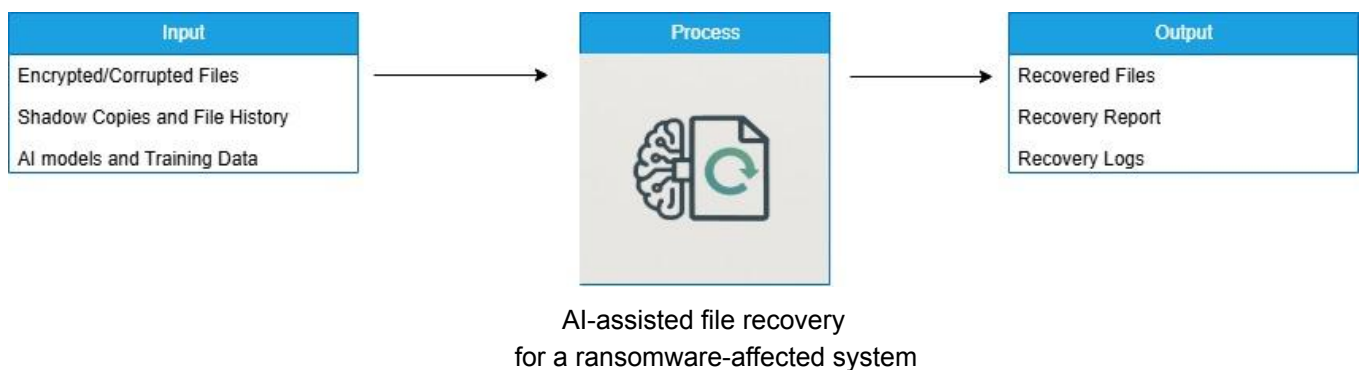 Input
Encrypted/Corrupted Files
Shadow Copies and File History
AI models and Training Data
Process
Output
Recovered Files
Recovery Report
Recovery Logs
AI-assisted file recovery
for a ransomware-affected system